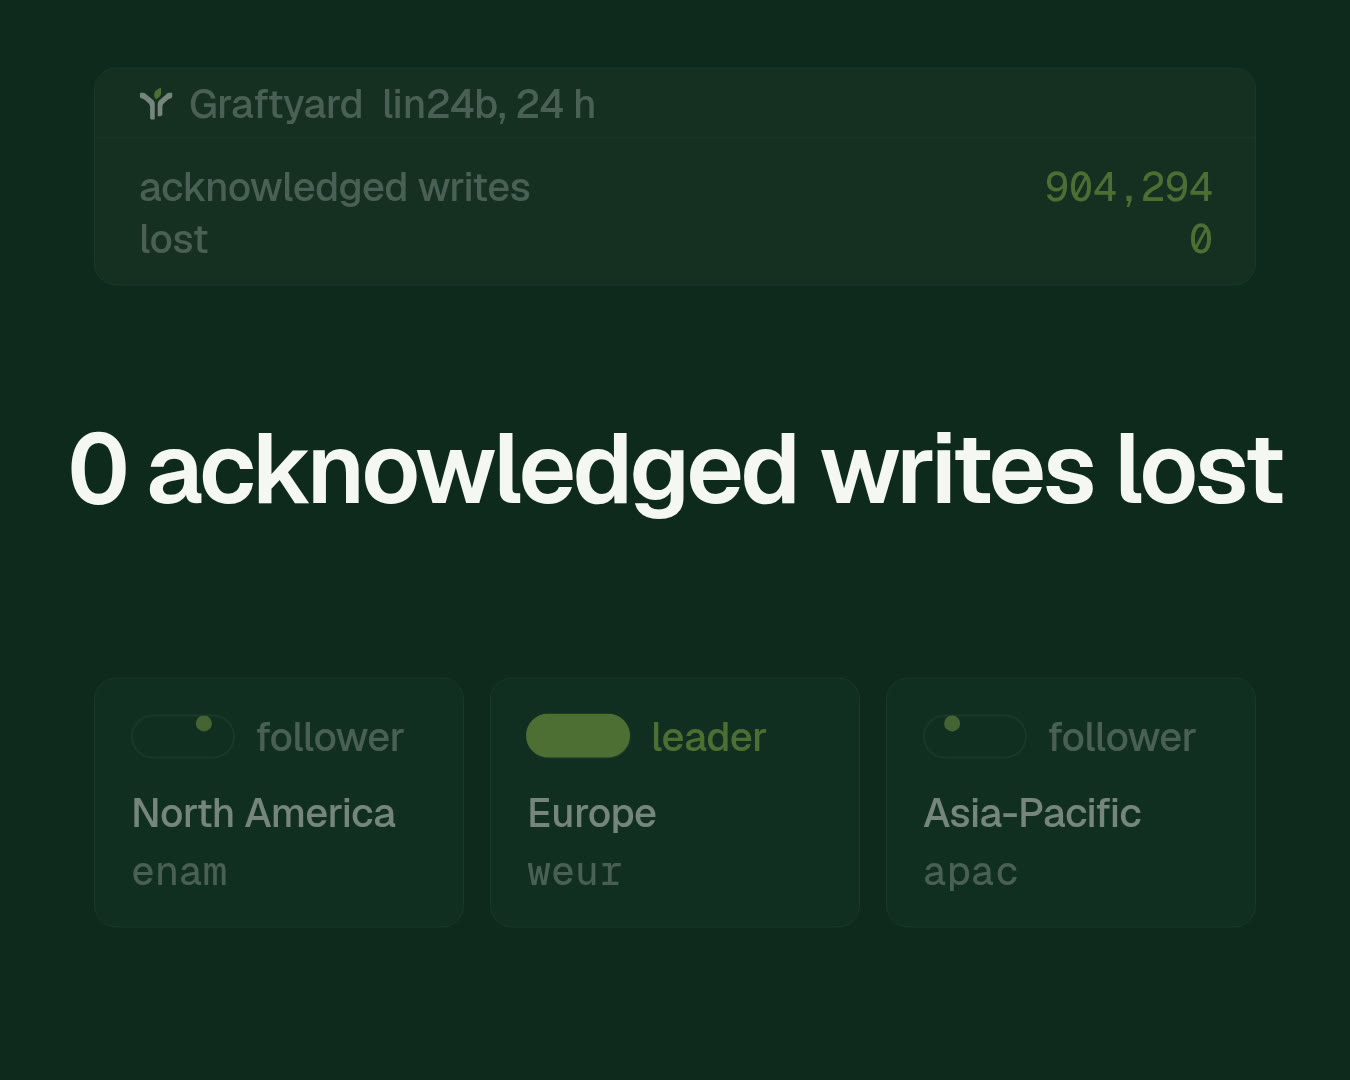 Graftyard lin24b, 24 h
acknowledged writes 904,294
lost 0
0 acknowledged writes lost
follower
North America
enam
leader
Europe
weur
follower
Asia-Pacific
apac